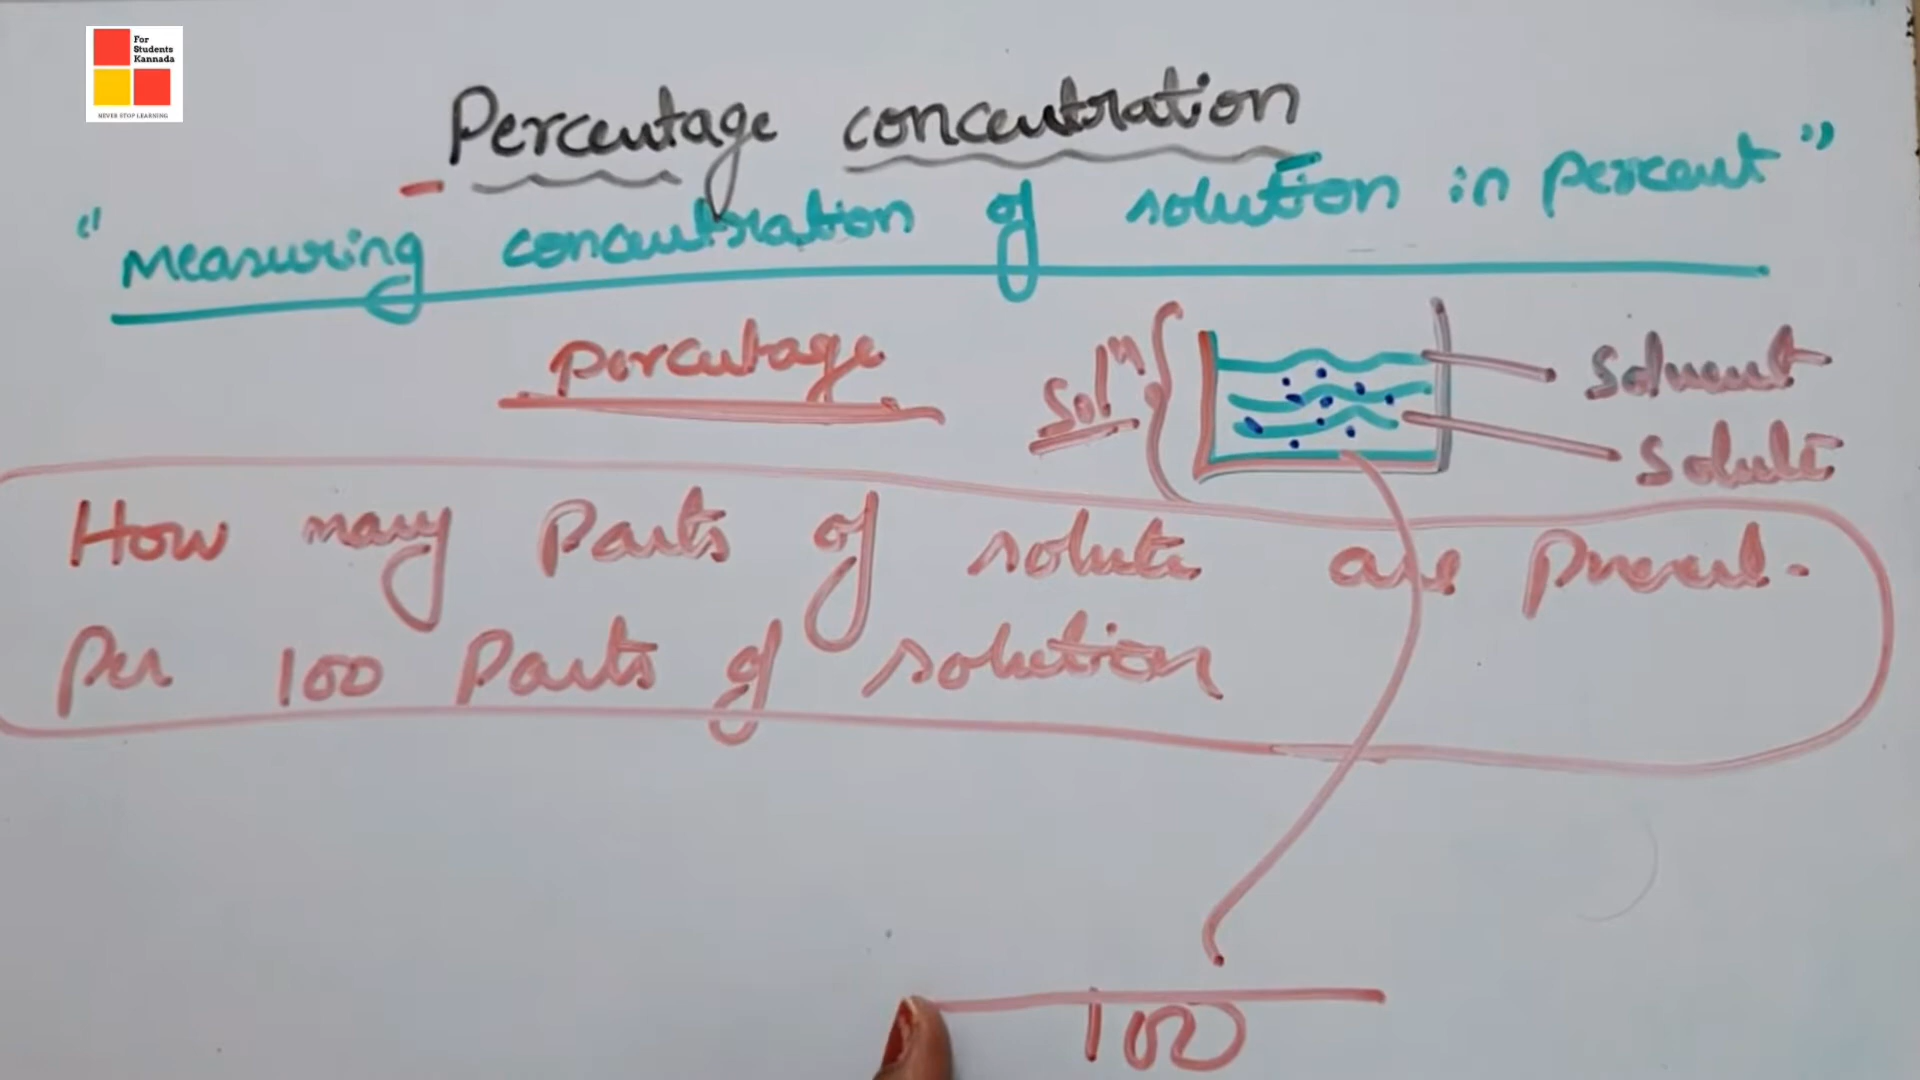 For
Students
Kannada
NEVER STOP LEARNING
Percentage concentration
"Measuring concentration of solution in percent"
Percentage
Solⁿ
Solvent
Solute
How many parts of solute are present
Per 100 Parts of solution
100